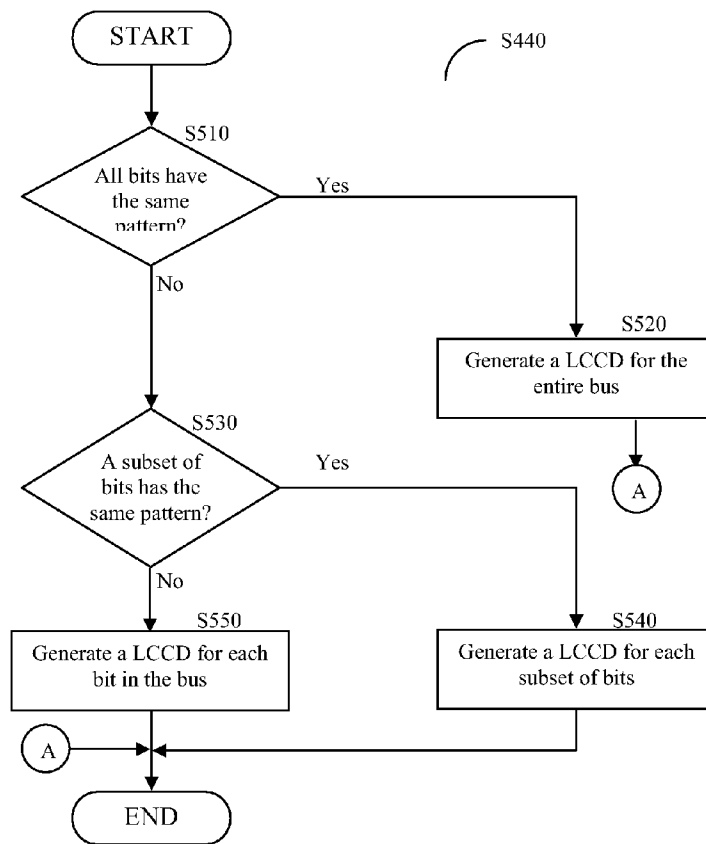 START
S440
S510
All bits have
the same
pattern?
Yes
No
S520
Generate a LCCD for the
entire bus
S530
A subset of
bits has the
same pattern?
Yes
A
No
S550
Generate a LCCD for each
bit in the bus
S540
Generate a LCCD for each
subset of bits
A
END